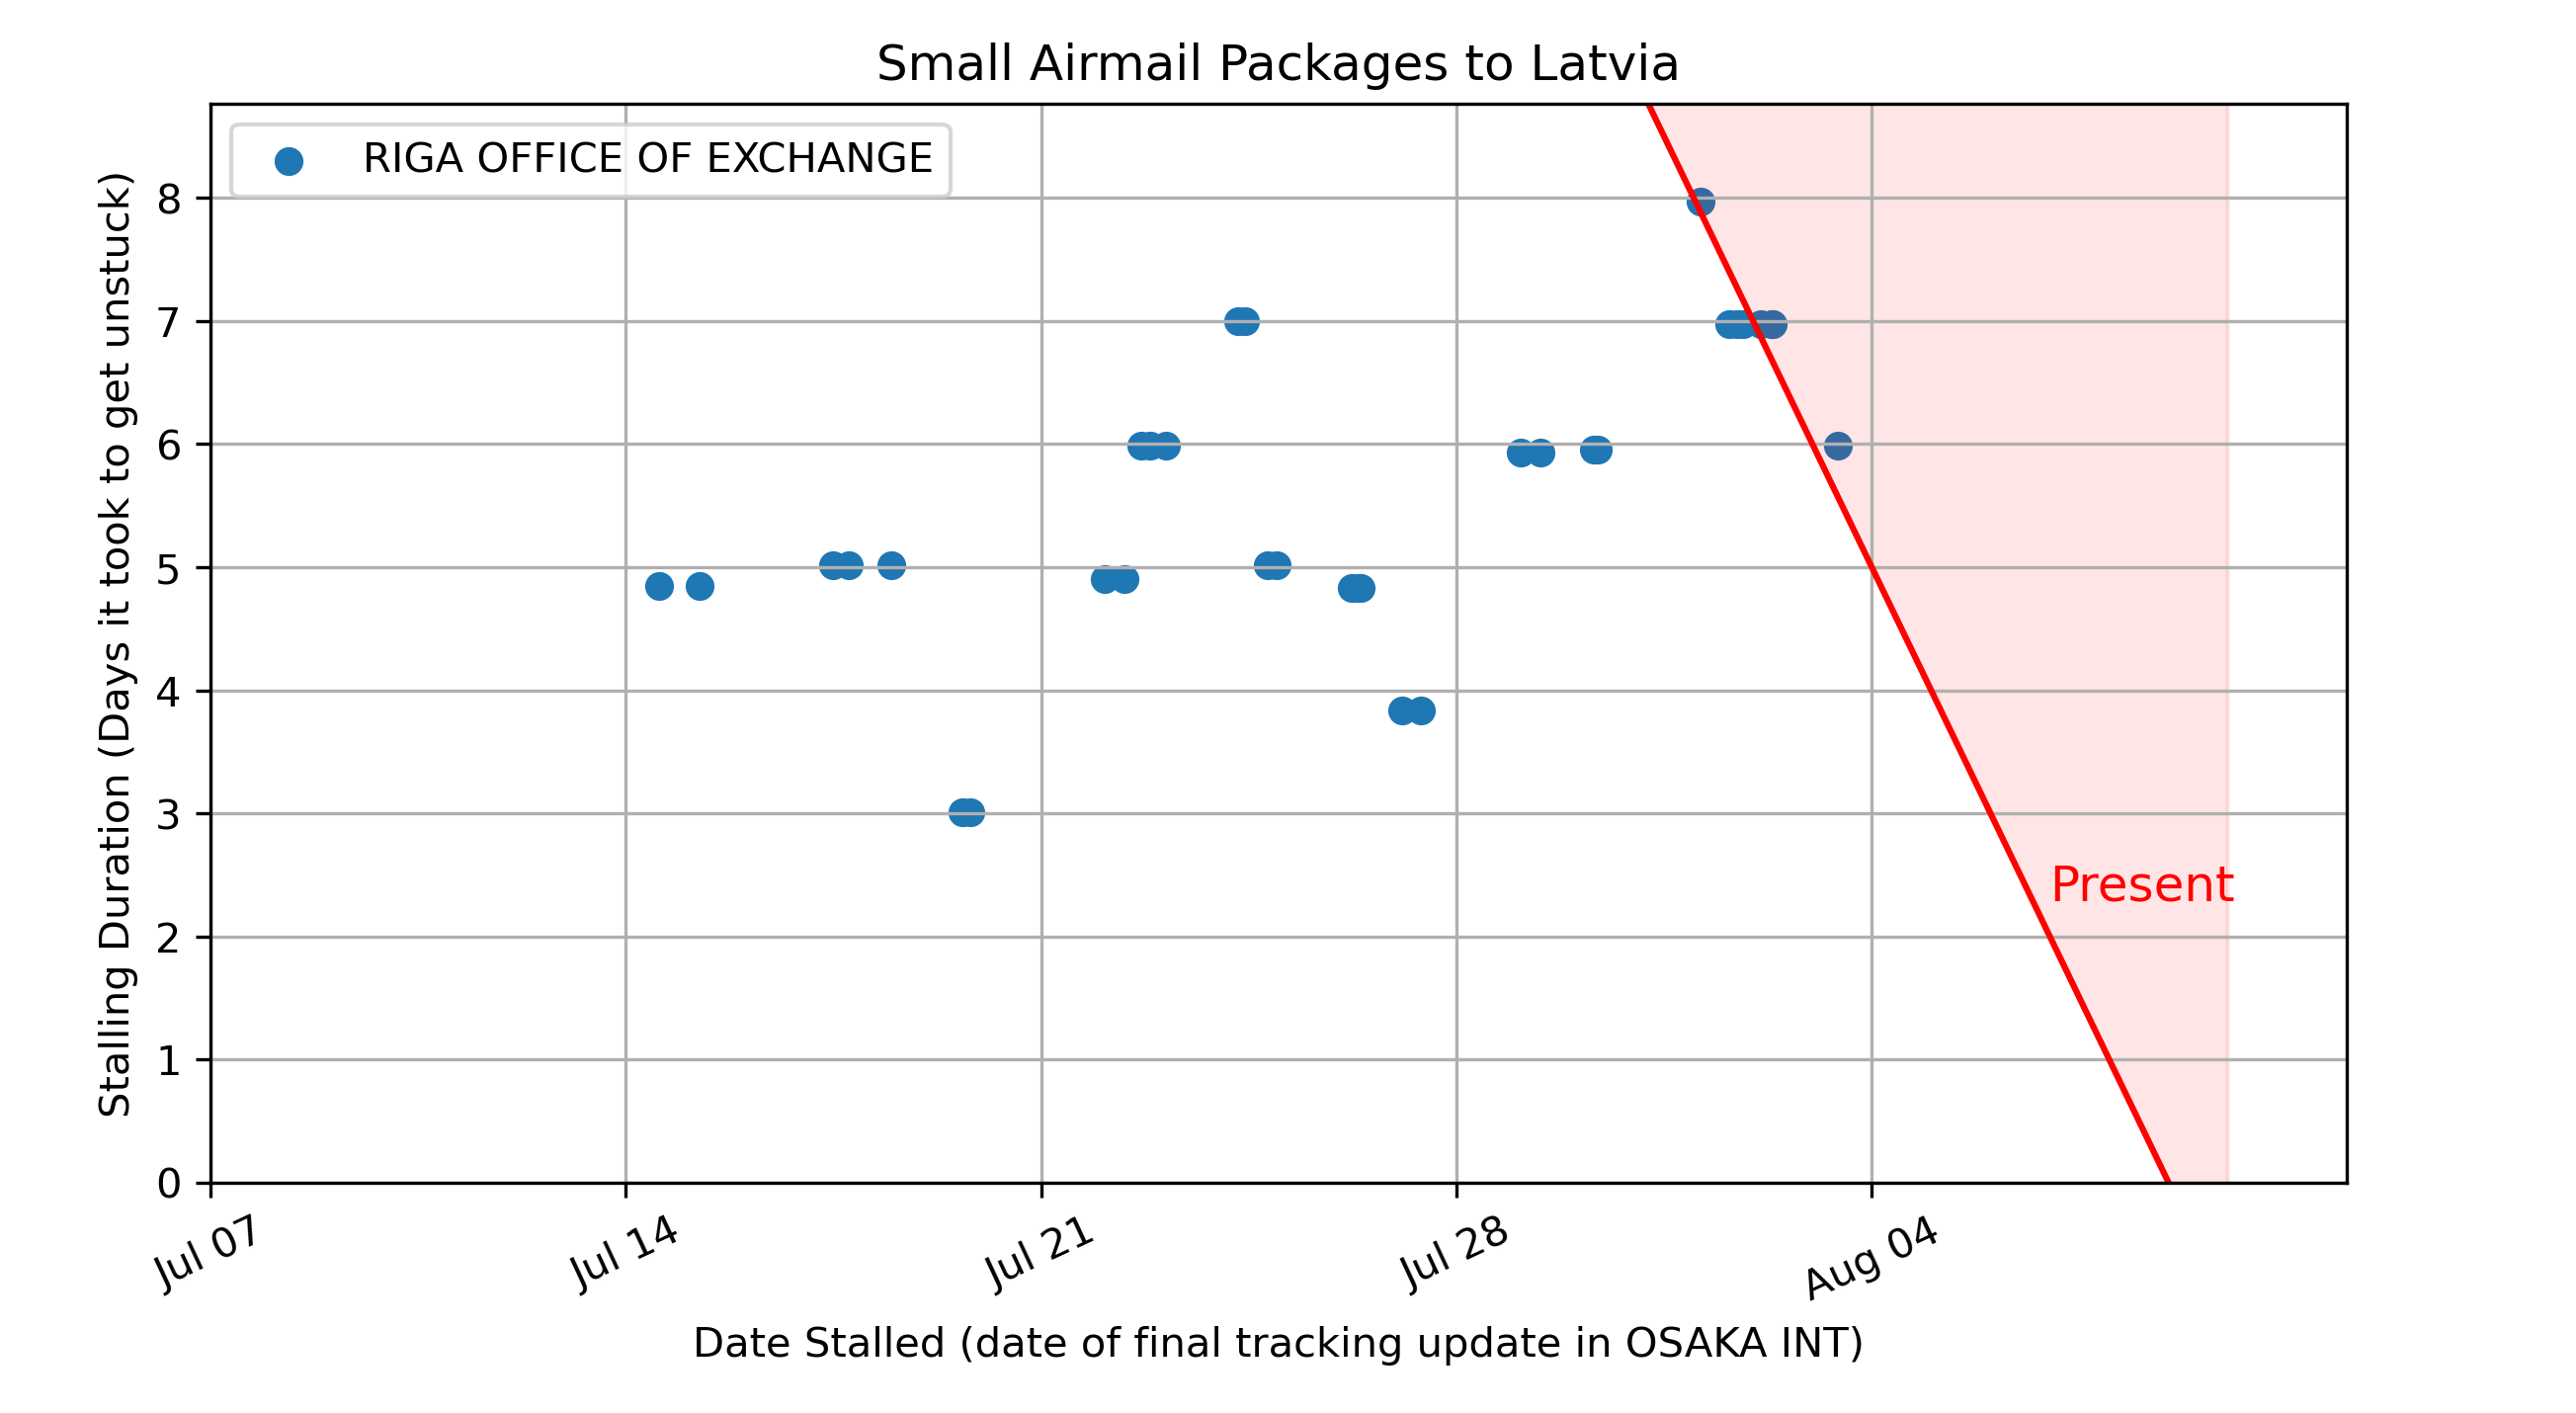 Small Airmail Packages to Latvia
RIGA OFFICE OF EXCHANGE
Stalling Duration (Days it took to get unstuck)
8
7
6
5
4
3
2
1
0
Present
Jul 07
Jul 14
Jul 21
Jul 28
Aug 04
Date Stalled (date of final tracking update in OSAKA INT)